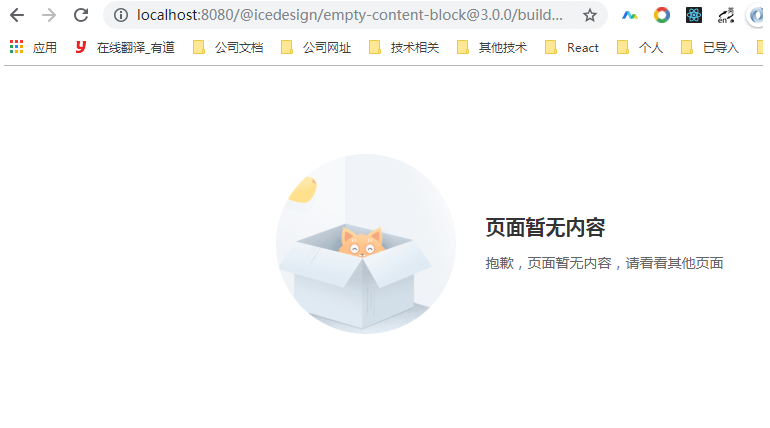 localhost:8080/@icedesign/empty-content-block@3.0.0/build...
应用 在线翻译_有道 公司文档 公司网址 技术相关 其他技术 React 个人 已导入
页面暂无内容
抱歉，页面暂无内容，请看看其他页面